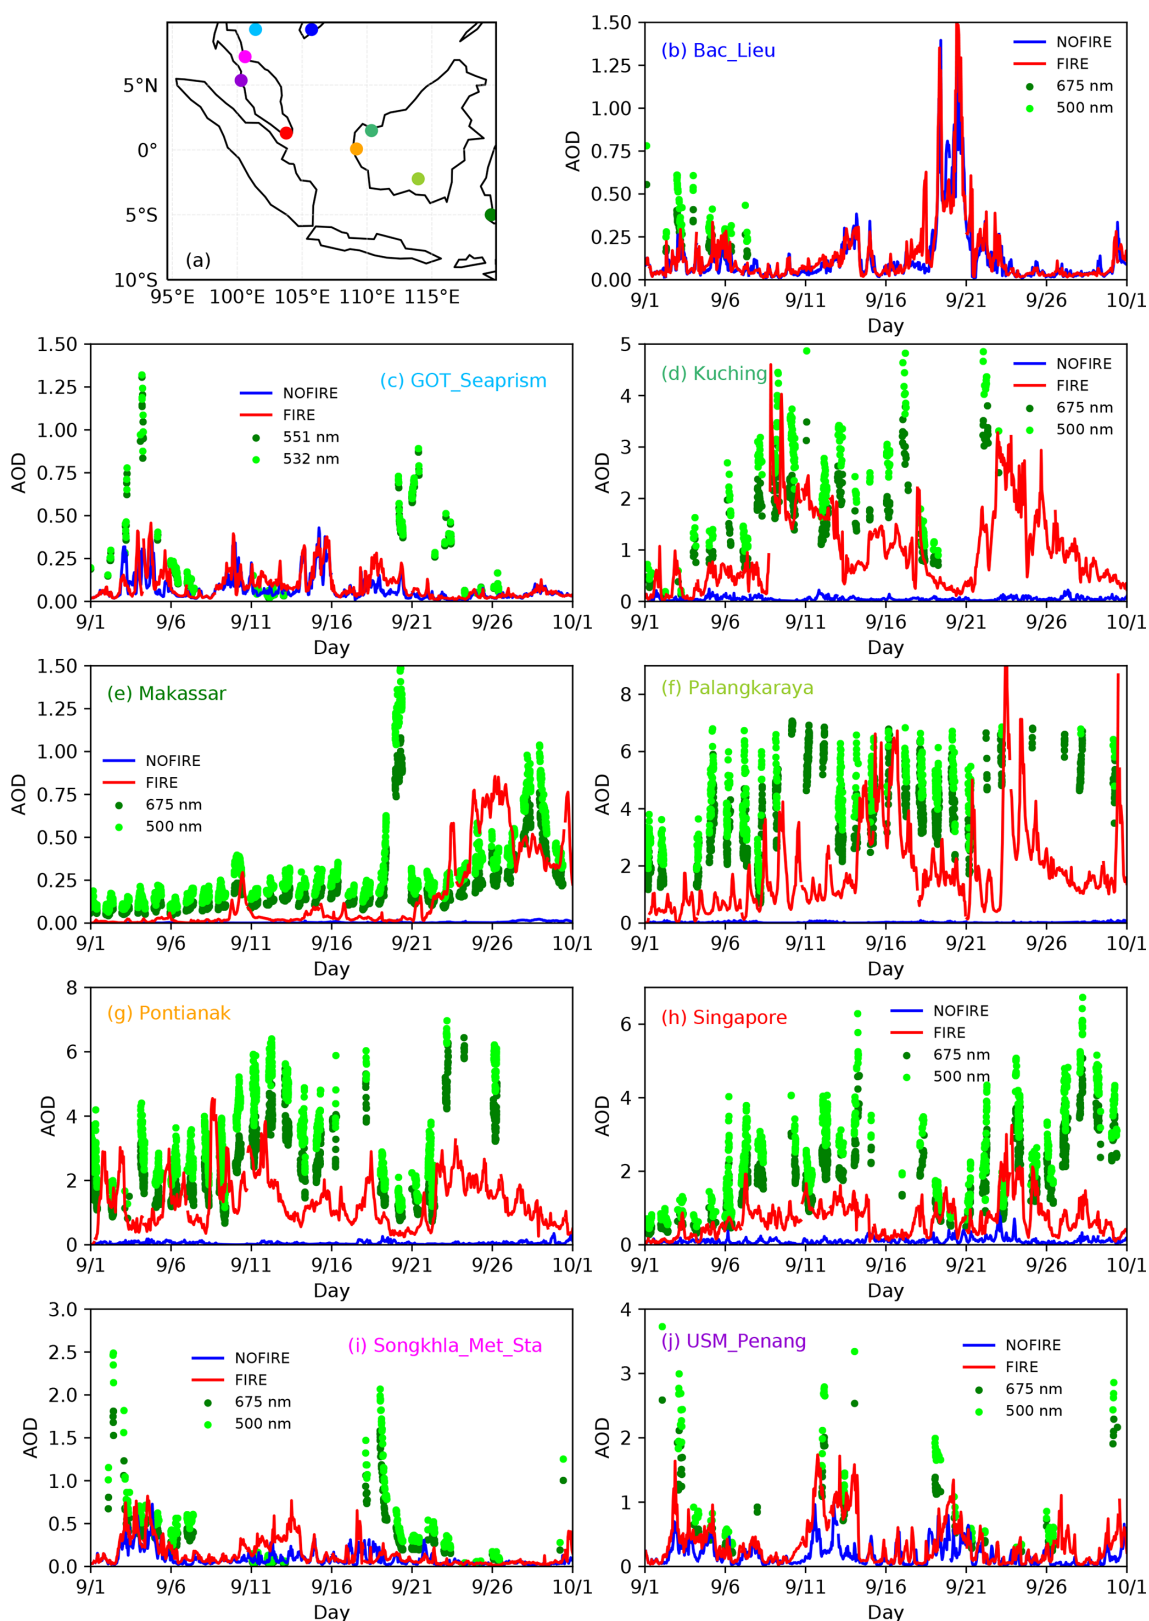 5°N
0°
5°S
10°S
(a)
95°E 100°E 105°E 110°E 115°E
1.50
1.25
1.00
0.75
0.50
0.25
0.00
AOD
(b) Bac_Lieu
NOFIRE
FIRE
675 nm
500 nm
9/1 9/6 9/11 9/16 9/21 9/26 10/1
Day
1.50
1.25
1.00
0.75
0.50
0.25
0.00
AOD
(c) GOT_Seaprism
NOFIRE
FIRE
551 nm
532 nm
9/1 9/6 9/11 9/16 9/21 9/26 10/1
Day
5
4
3
2
1
0
AOD
(d) Kuching
NOFIRE
FIRE
675 nm
500 nm
9/1 9/6 9/11 9/16 9/21 9/26 10/1
Day
1.50
1.25
1.00
0.75
0.50
0.25
0.00
AOD
(e) Makassar
NOFIRE
FIRE
675 nm
500 nm
9/1 9/6 9/11 9/16 9/21 9/26 10/1
Day
8
6
4
2
0
AOD
(f) Palangkaraya
9/1 9/6 9/11 9/16 9/21 9/26 10/1
Day
8
6
4
2
0
AOD
(g) Pontianak
9/1 9/6 9/11 9/16 9/21 9/26 10/1
Day
6
4
2
0
AOD
(h) Singapore
NOFIRE
FIRE
675 nm
500 nm
9/1 9/6 9/11 9/16 9/21 9/26 10/1
Day
3.0
2.5
2.0
1.5
1.0
0.5
0.0
AOD
(i) Songkhla_Met_Sta
NOFIRE
FIRE
675 nm
500 nm
9/1 9/6 9/11 9/16 9/21 9/26 10/1
Day
4
3
2
1
0
AOD
(j) USM_Penang
NOFIRE
FIRE
675 nm
500 nm
9/1 9/6 9/11 9/16 9/21 9/26 10/1
Day